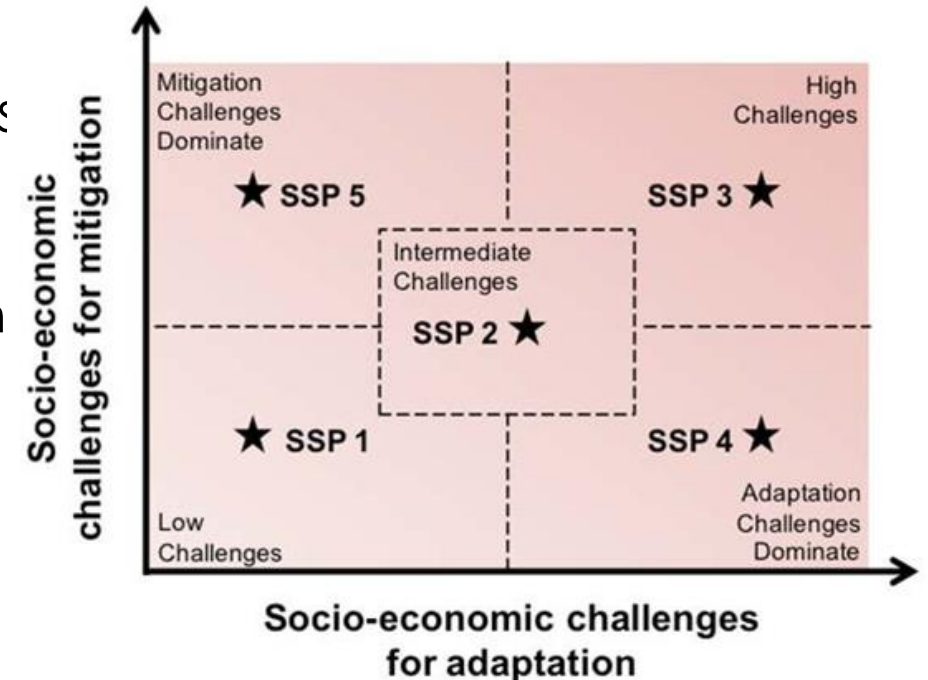 Mitigation
Challenges
Dominate
High
Challenges
SSP 5
SSP 3
Intermediate
Challenges
SSP 2
SSP 1
SSP 4
Low
Challenges
Adaptation
Challenges
Dominate
Socio-economic
challenges for mitigation
Socio-economic challenges
for adaptation